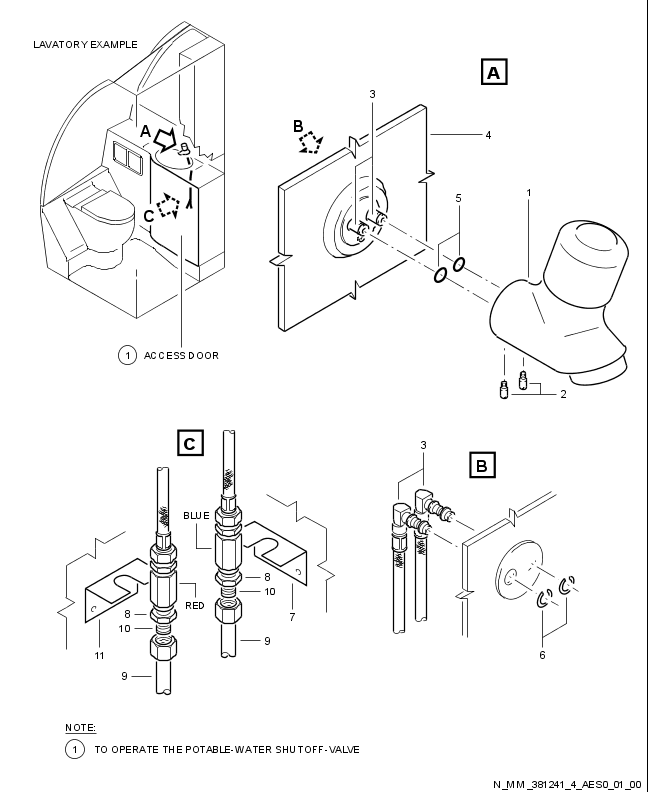 LAVATORY EXAMPLE
A
C
1 ACCESS DOOR
A
B
3
4
5
1
2
C
BLUE
RED
8
10
7
8
10
11
9
9
B
3
6
NOTE:
1 TO OPERATE THE POTABLE-WATER SHUTOFF-VALVE
N_MM_381241_4_AES0_01_00